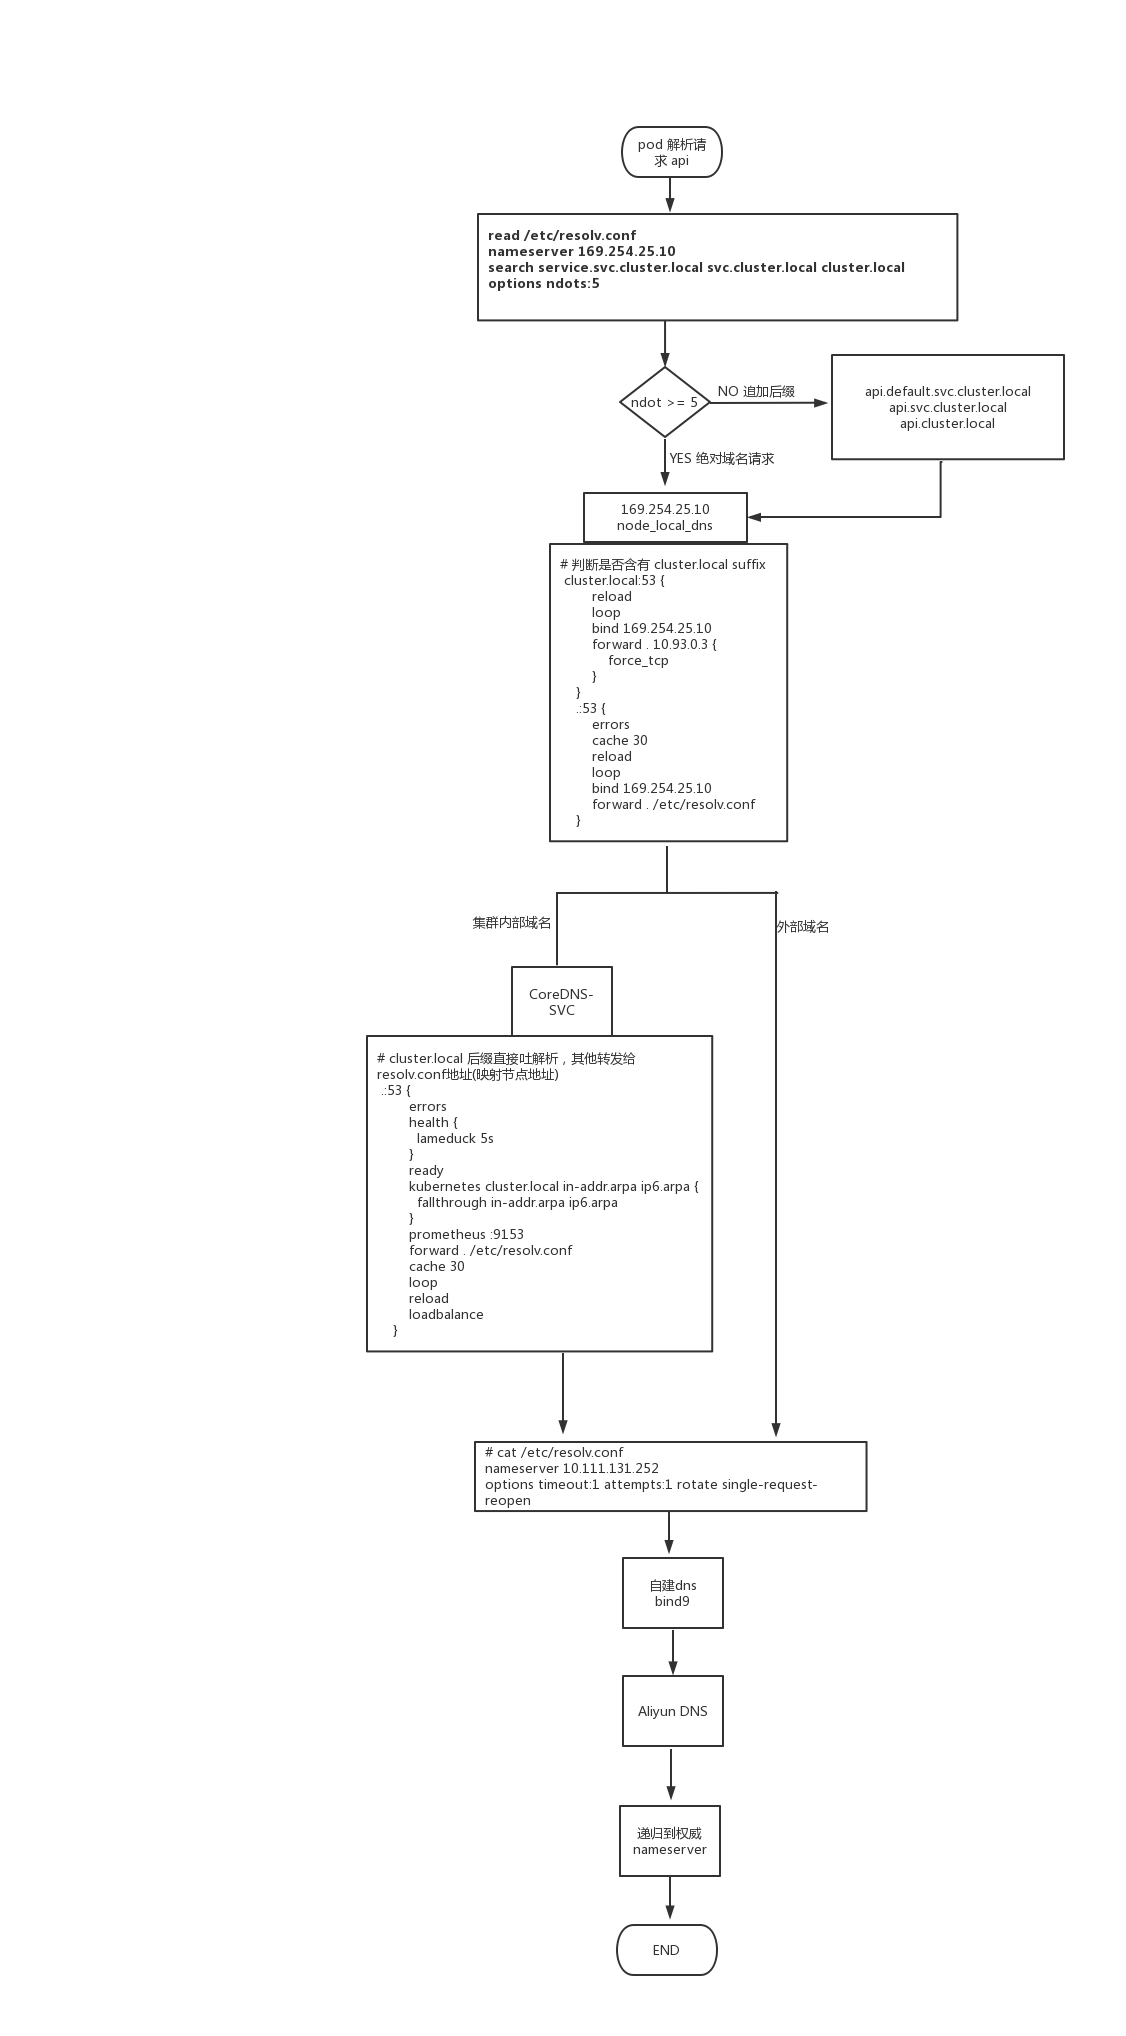 pod 解析请
求 api
read /etc/resolv.conf
nameserver 169.254.25.10
search service.svc.cluster.local svc.cluster.local cluster.local
options ndots:5
ndot >= 5
NO 追加后缀
api.default.svc.cluster.local
api.svc.cluster.local
api.cluster.local
YES 绝对域名请求
169.254.25.10
node_local_dns
# 判断是否含有 cluster.local suffix
cluster.local:53 {
reload
loop
bind 169.254.25.10
forward . 10.93.0.3 {
force_tcp
}
}
.:53 {
errors
cache 30
reload
loop
bind 169.254.25.10
forward . /etc/resolv.conf
}
集群内部域名
外部域名
CoreDNS-
SVC
# cluster.local 后缀直接吐解析，其他转发给
resolv.conf地址(映射节点地址)
.:53 {
errors
health {
lameduck 5s
}
ready
kubernetes cluster.local in-addr.arpa ip6.arpa {
fallthrough in-addr.arpa ip6.arpa
}
prometheus :9153
forward . /etc/resolv.conf
cache 30
loop
reload
loadbalance
}
# cat /etc/resolv.conf
nameserver 10.111.131.252
options timeout:1 attempts:1 rotate single-request-
reopen
自建dns
bind9
Aliyun DNS
递归到权威
nameserver
END